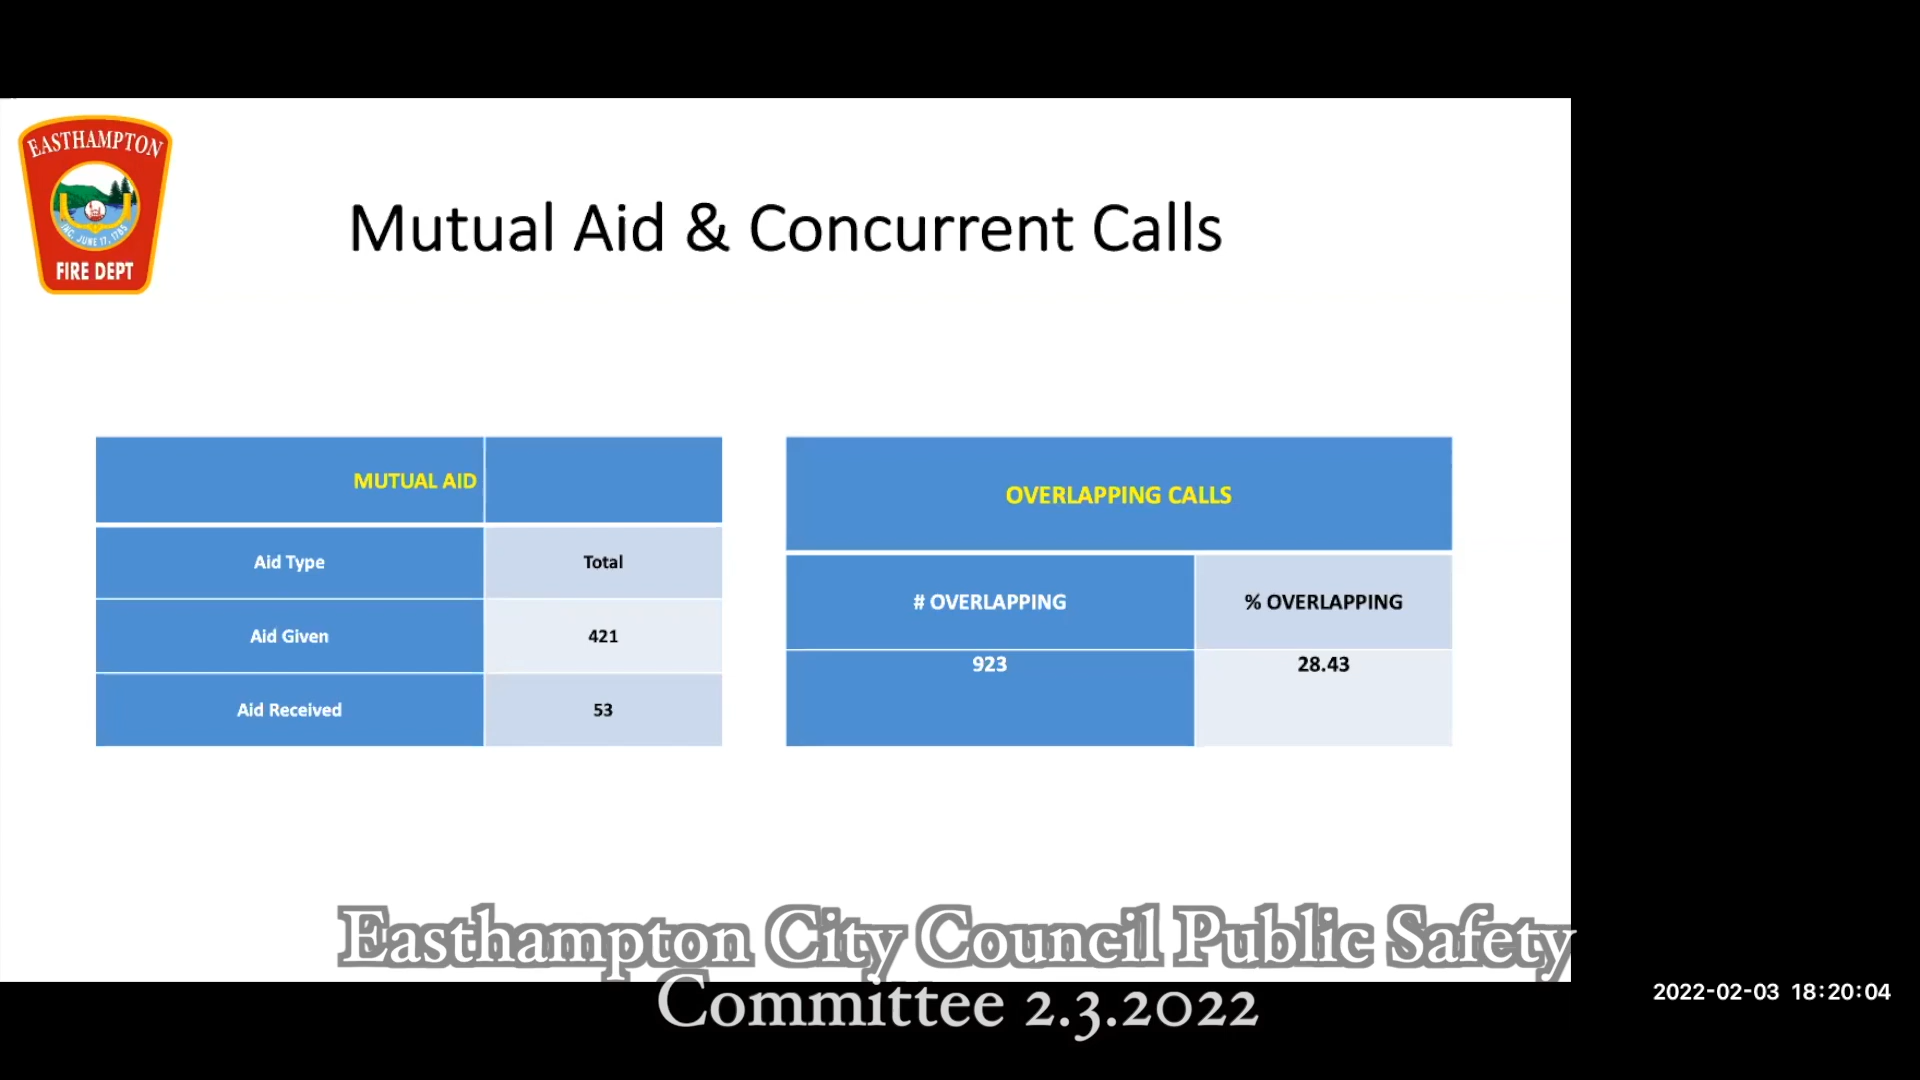 EASTHAMPTON
INC. JUNE 17, 1785
FIRE DEPT
Mutual Aid & Concurrent Calls
MUTUAL AID
Aid Type Total
Aid Given 421
Aid Received 53
OVERLAPPING CALLS
# OVERLAPPING % OVERLAPPING
923 28.43
Easthampton City Council Public Safety
Committee 2.3.2022
2022-02-03 18:20:04